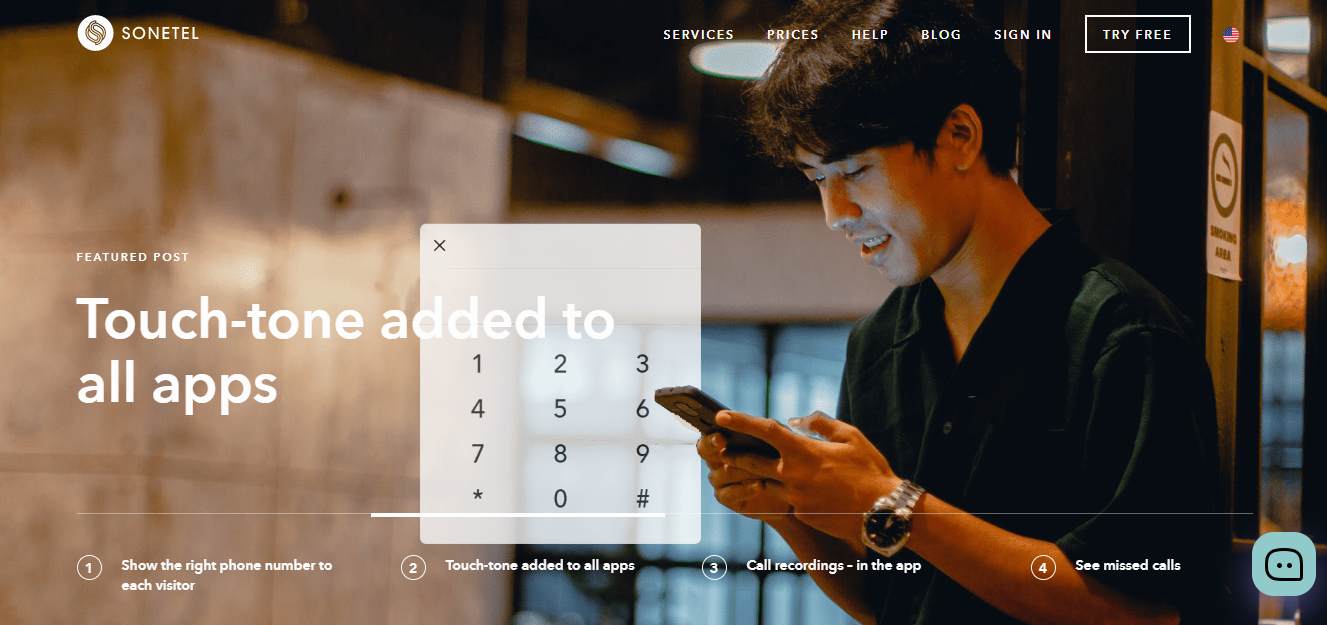 SONETEL
SERVICES
PRICES
HELP
BLOG
SIGN IN
TRY FREE
SMOKING
AREA
FEATURED POST
Touch-tone added to
all apps
1 2 3
4 5 6
7 8 9
* 0 #
1 Show the right phone number to
each visitor
2 Touch-tone added to all apps
3 Call recordings – in the app
4 See missed calls